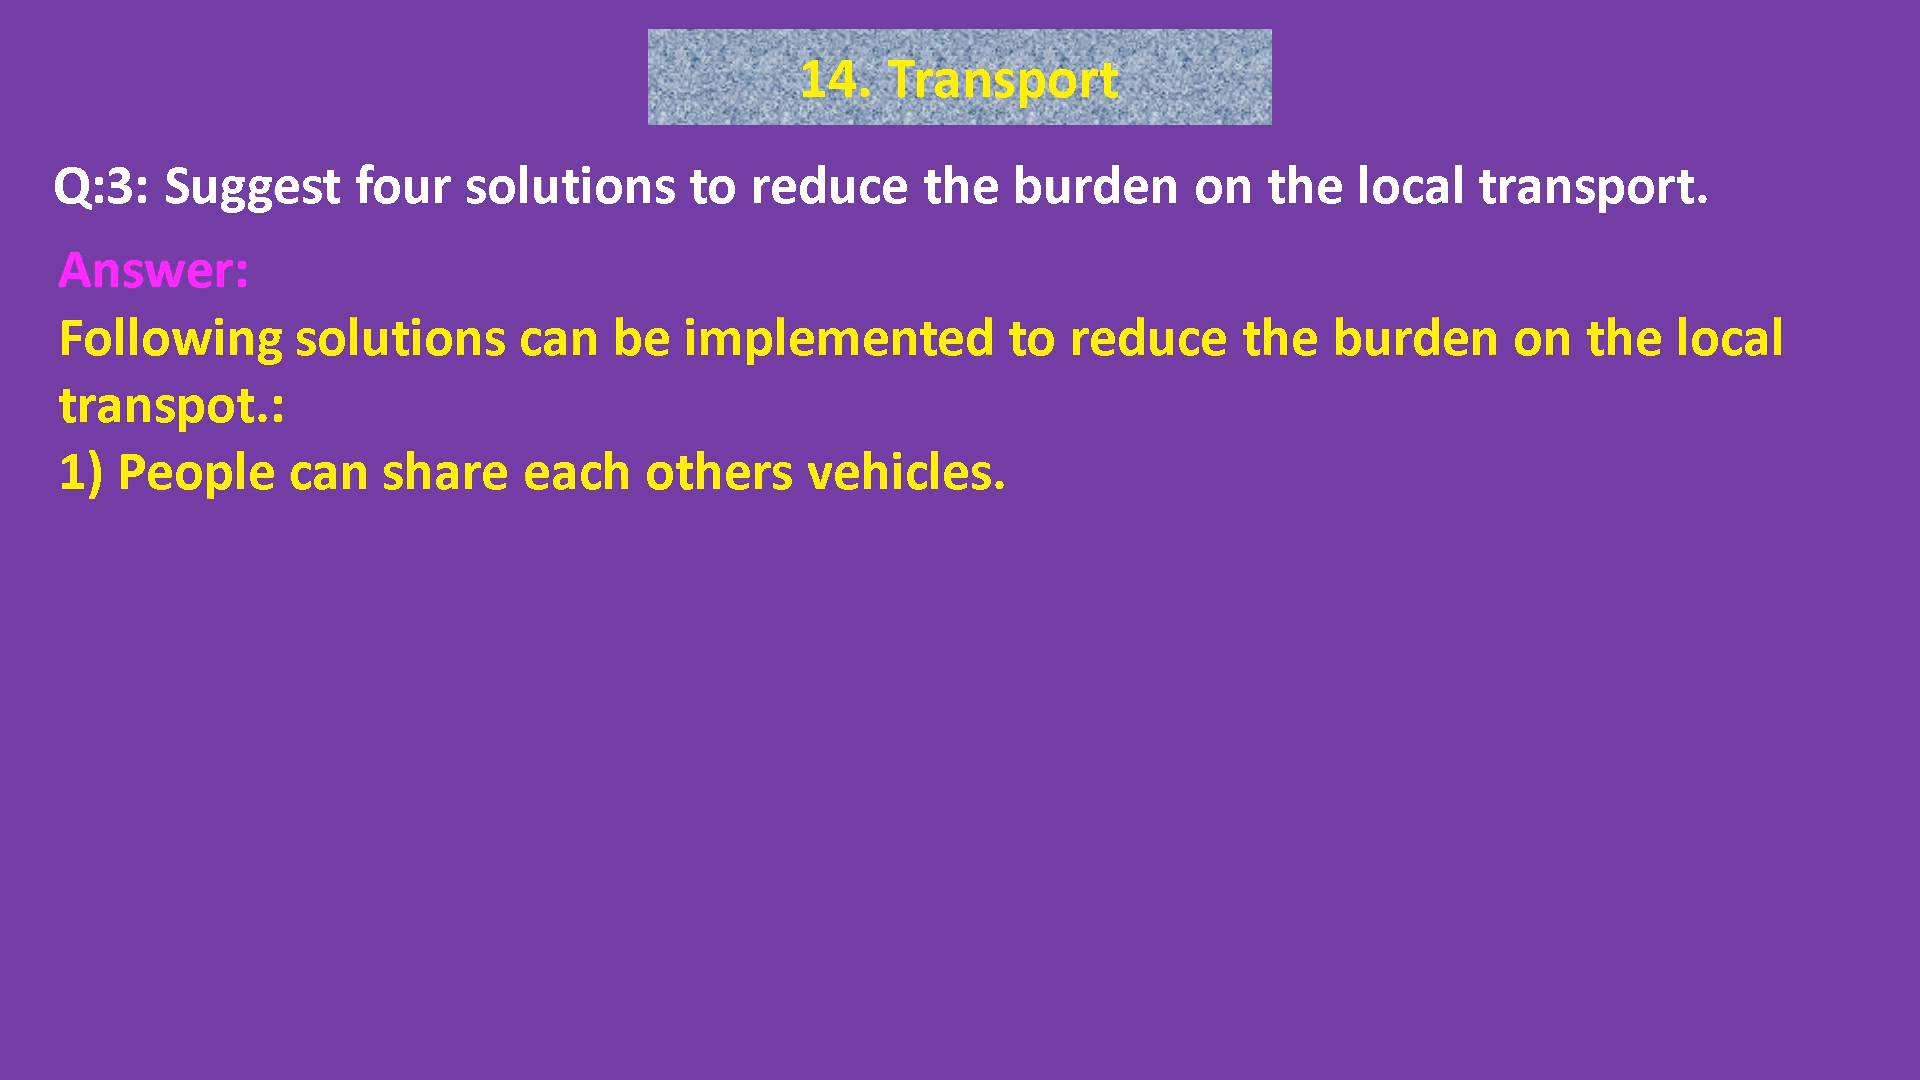 14. Transport
Q:3: Suggest four solutions to reduce the burden on the local transport.
Answer:
Following solutions can be implemented to reduce the burden on the local
transpot.:
1) People can share each others vehicles.